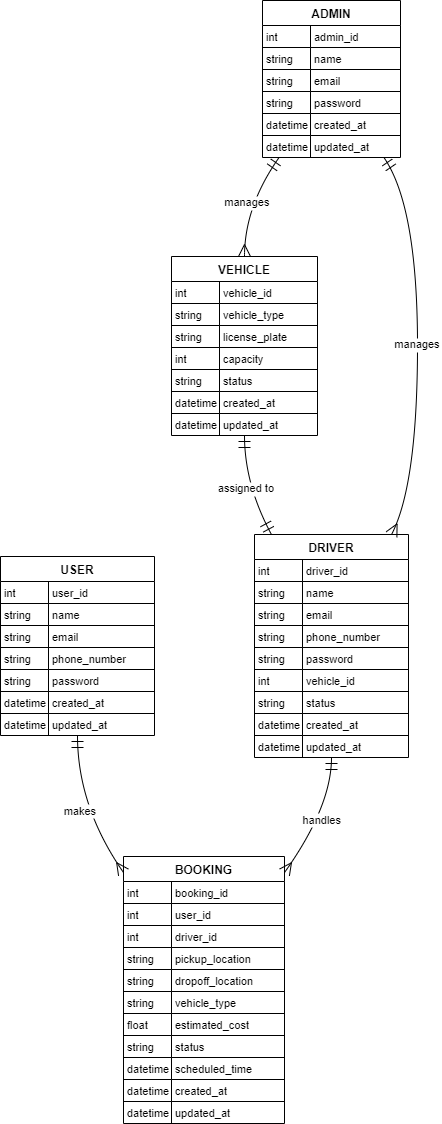 ADMIN
int admin_id
string name
string email
string password
datetime created_at
datetime updated_at
manages
VEHICLE
int vehicle_id
string vehicle_type
string license_plate
int capacity
string status
datetime created_at
datetime updated_at
manages
assigned to
DRIVER
int driver_id
string name
string email
string phone_number
string password
int vehicle_id
string status
datetime created_at
datetime updated_at
USER
int user_id
string name
string email
string phone_number
string password
datetime created_at
datetime updated_at
makes
handles
BOOKING
int booking_id
int user_id
int driver_id
string pickup_location
string dropoff_location
string vehicle_type
float estimated_cost
string status
datetime scheduled_time
datetime created_at
datetime updated_at